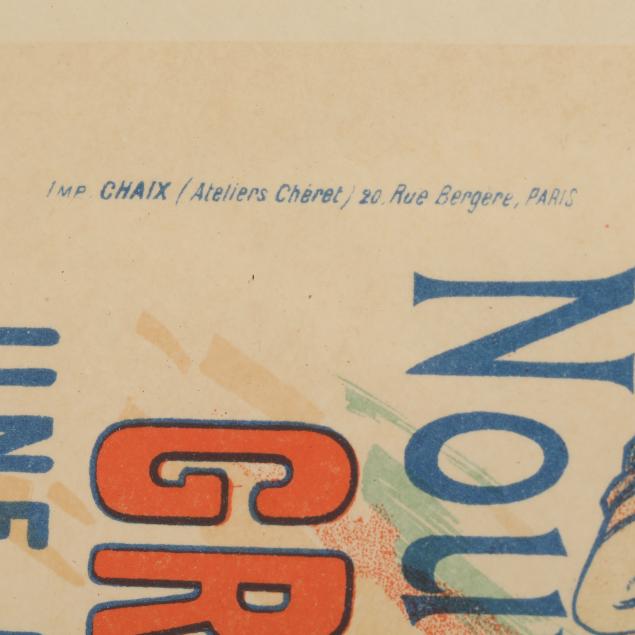 IMP. CHAIX (Ateliers Chéret) 20, Rue Bergère, PARIS
NOU
GR
UNE